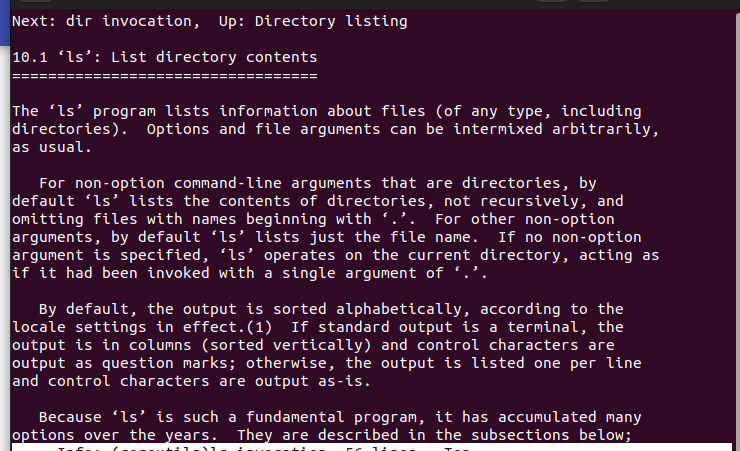 Next: dir invocation,  Up: Directory listing
10.1 ‘ls’: List directory contents
==================================
The ‘ls’ program lists information about files (of any type, including
directories).  Options and file arguments can be intermixed arbitrarily,
as usual.
For non-option command-line arguments that are directories, by
default ‘ls’ lists the contents of directories, not recursively, and
omitting files with names beginning with ‘.’.  For other non-option
arguments, by default ‘ls’ lists just the file name.  If no non-option
argument is specified, ‘ls’ operates on the current directory, acting as
if it had been invoked with a single argument of ‘.’.
By default, the output is sorted alphabetically, according to the
locale settings in effect.(1)  If standard output is a terminal, the
output is in columns (sorted vertically) and control characters are
output as question marks; otherwise, the output is listed one per line
and control characters are output as-is.
Because ‘ls’ is such a fundamental program, it has accumulated many
options over the years.  They are described in the subsections below;